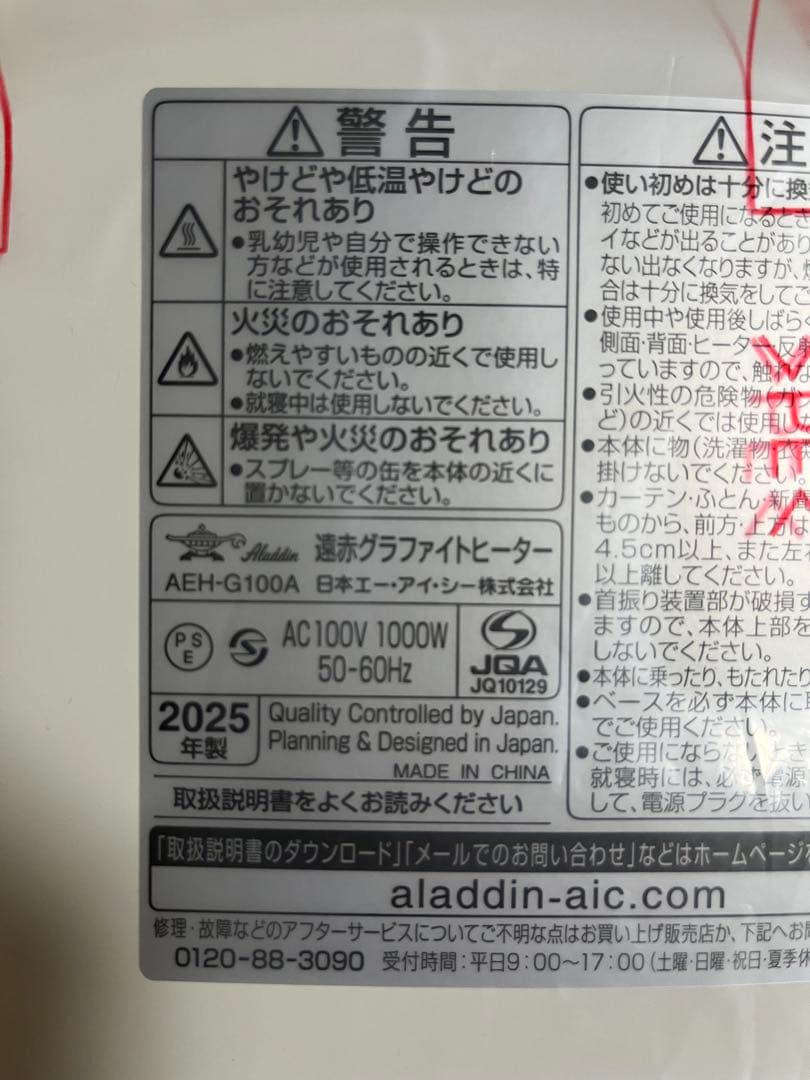 警告
やけどや低温やけどの
おそれあり
●乳幼児や自分で操作できない
方などが使用されるときは、特
に注意してください。
火災のおそれあり
●燃えやすいものの近くで使用し
ないでください。
●就寝中は使用しないでください。
爆発や火災のおそれあり
●スプレー等の缶を本体の近くに
置かないでください。
Aladdin 遠赤グラファイトヒーター
AEH-G100A 日本エー・アイ・シー株式会社
PSE
AC100V 1000W
50-60Hz
JQA
JQ10129
2025
年製
Quality Controlled by Japan.
Planning & Designed in Japan.
MADE IN CHINA
取扱説明書をよくお読みください
注
●使い初めは十分に換
初めてご使用になるとき
イなどが出ることがあり
ない出なくなりますが、
合は十分に換気をしてご
●使用中や使用後しばらく
側面・背面・ヒーター反射
っていますので、触れな
●引火性の危険物(ガ
ど)の近くでは使用しな
●本体に物(洗濯物・衣類
掛けないでください。
●カーテン・ふとん・新聞
ものから、前方・上方は
4.5cm以上、また左右
以上離してください。
●首振り装置部が破損す
ますので、本体上部を
しないでください。
●本体に乗ったり、もたれたり
●ベースを必ず本体に取
でご使用ください。
●ご使用にならないとき
就寝時には、必ず電源
して、電源プラグを抜い
「取扱説明書のダウンロード」「メールでのお問い合わせ」などはホームページを
aladdin-aic.com
修理・故障などのアフターサービスについてご不明な点はお買い上げ販売店か、下記へお問
0120-88-3090 受付時間:平日9:00〜17:00(土曜・日曜・祝日・夏季休